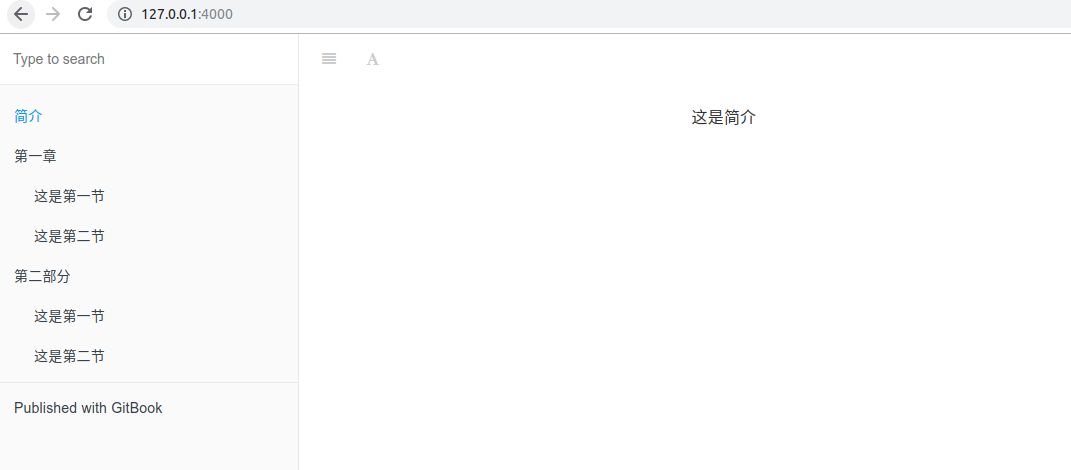 127.0.0.1:4000
Type to search
A
简介
这是简介
第一章
这是第一节
这是第二节
第二部分
这是第一节
这是第二节
Published with GitBook